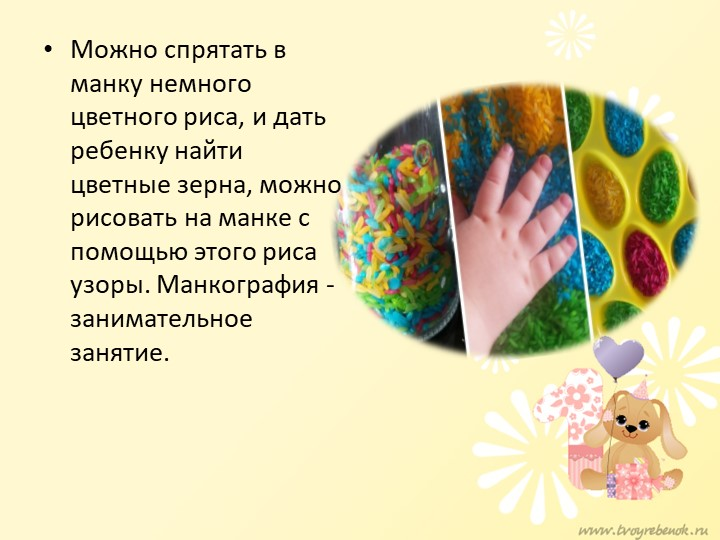 • Можно спрятать в
манку немного
цветного риса, и дать
ребенку найти
цветные зерна, можно
рисовать на манке с
помощью этого риса
узоры. Манкография -
занимательное
занятие.
1
www.tvoyrebenok.ru